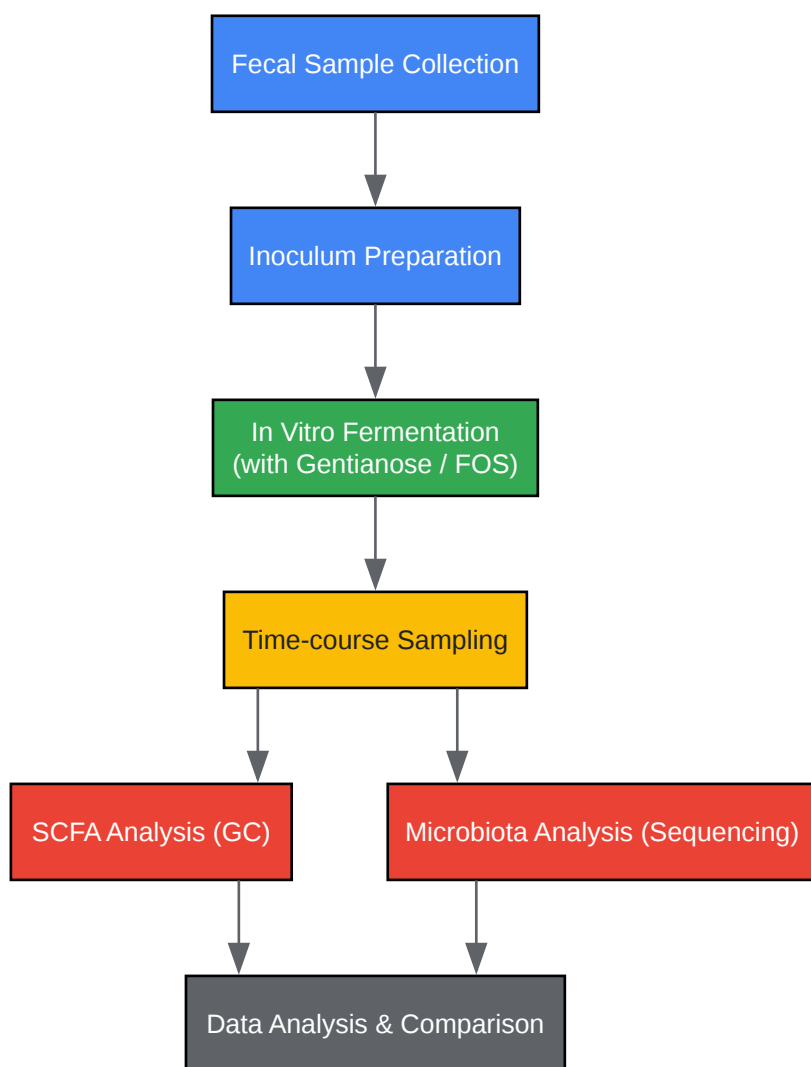 Fecal Sample Collection
Inoculum Preparation
In Vitro Fermentation
(with Gentianose / FOS)
Time-course Sampling
SCFA Analysis (GC)
Microbiota Analysis (Sequencing)
Data Analysis & Comparison